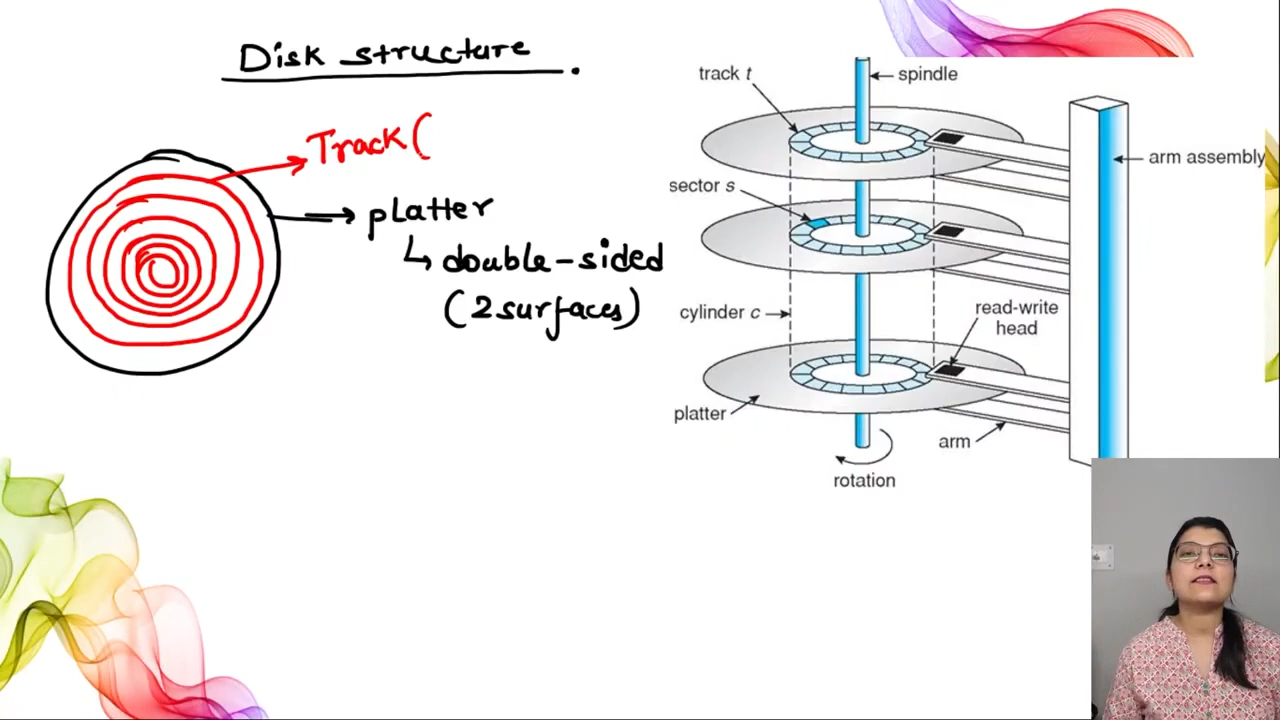 Disk structure.
Track(
platter
↳ double-sided
(2 surfaces)
track t
spindle
arm assembly
sector s
cylinder c
read-write
head
platter
arm
rotation